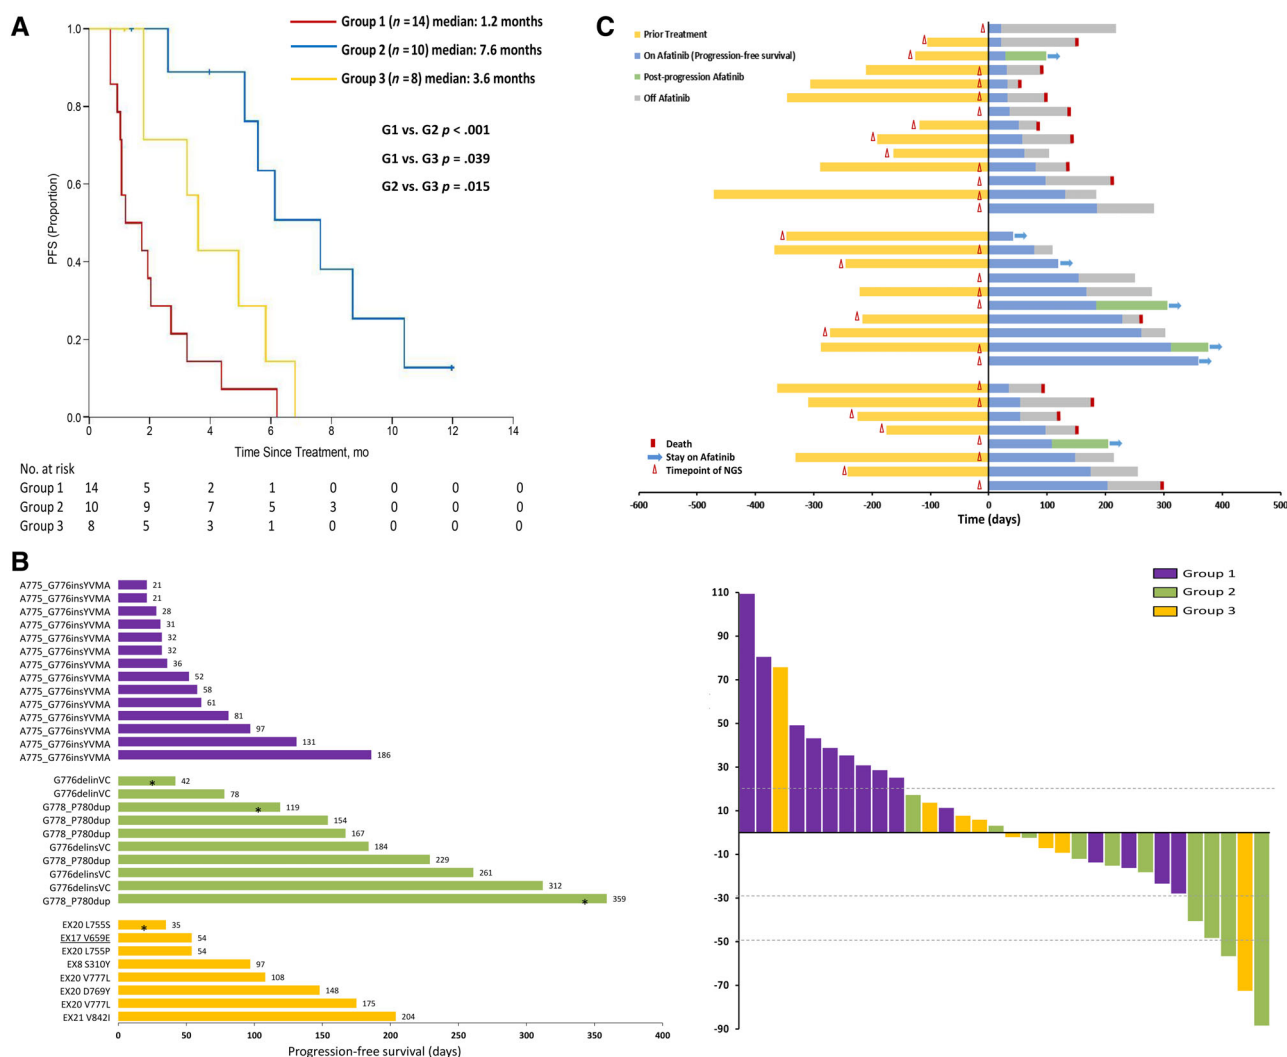 A
Group 1 (n = 14) median: 1.2 months
Group 2 (n = 10) median: 7.6 months
Group 3 (n = 8) median: 3.6 months
G1 vs. G2 p < .001
G1 vs. G3 p = .039
G2 vs. G3 p = .015
PFS (Proportion)
1.0
0.8
0.6
0.4
0.2
0.0
0 2 4 6 8 10 12 14
Time Since Treatment, mo
No. at risk
Group 1 14 5 2 1 0 0 0 0
Group 2 10 9 7 5 3 0 0 0
Group 3 8 5 3 1 0 0 0 0
C
Prior Treatment
On Afatinib (Progression-free survival)
Post-progression Afatinib
Off Afatinib
Death
Stay on Afatinib
Timepoint of NGS
-600 -500 -400 -300 -200 -100 0 100 200 300 400 500
Time (days)
B
A775_G776insYVMA 21
A775_G776insYVMA 21
A775_G776insYVMA 28
A775_G776insYVMA 31
A775_G776insYVMA 32
A775_G776insYVMA 32
A775_G776insYVMA 36
A775_G776insYVMA 52
A775_G776insYVMA 58
A775_G776insYVMA 61
A775_G776insYVMA 81
A775_G776insYVMA 97
A775_G776insYVMA 131
A775_G776insYVMA 186
G776delinVC * 42
G776delinVC 78
G778_P780dup * 119
G778_P780dup 154
G778_P780dup 167
G776delinsVC 184
G778_P780dup 229
G776delinsVC 261
G776delinsVC 312
G778_P780dup * 359
EX20 L755S * 35
EX17 V659E 54
EX20 L755P 54
EX8 S310Y 97
EX20 V777L 108
EX20 D769Y 148
EX20 V777L 175
EX21 V842I 204
0 50 100 150 200 250 300 350 400
Progression-free survival (days)
Group 1
Group 2
Group 3
110
90
70
50
30
10
-10
-30
-50
-70
-90